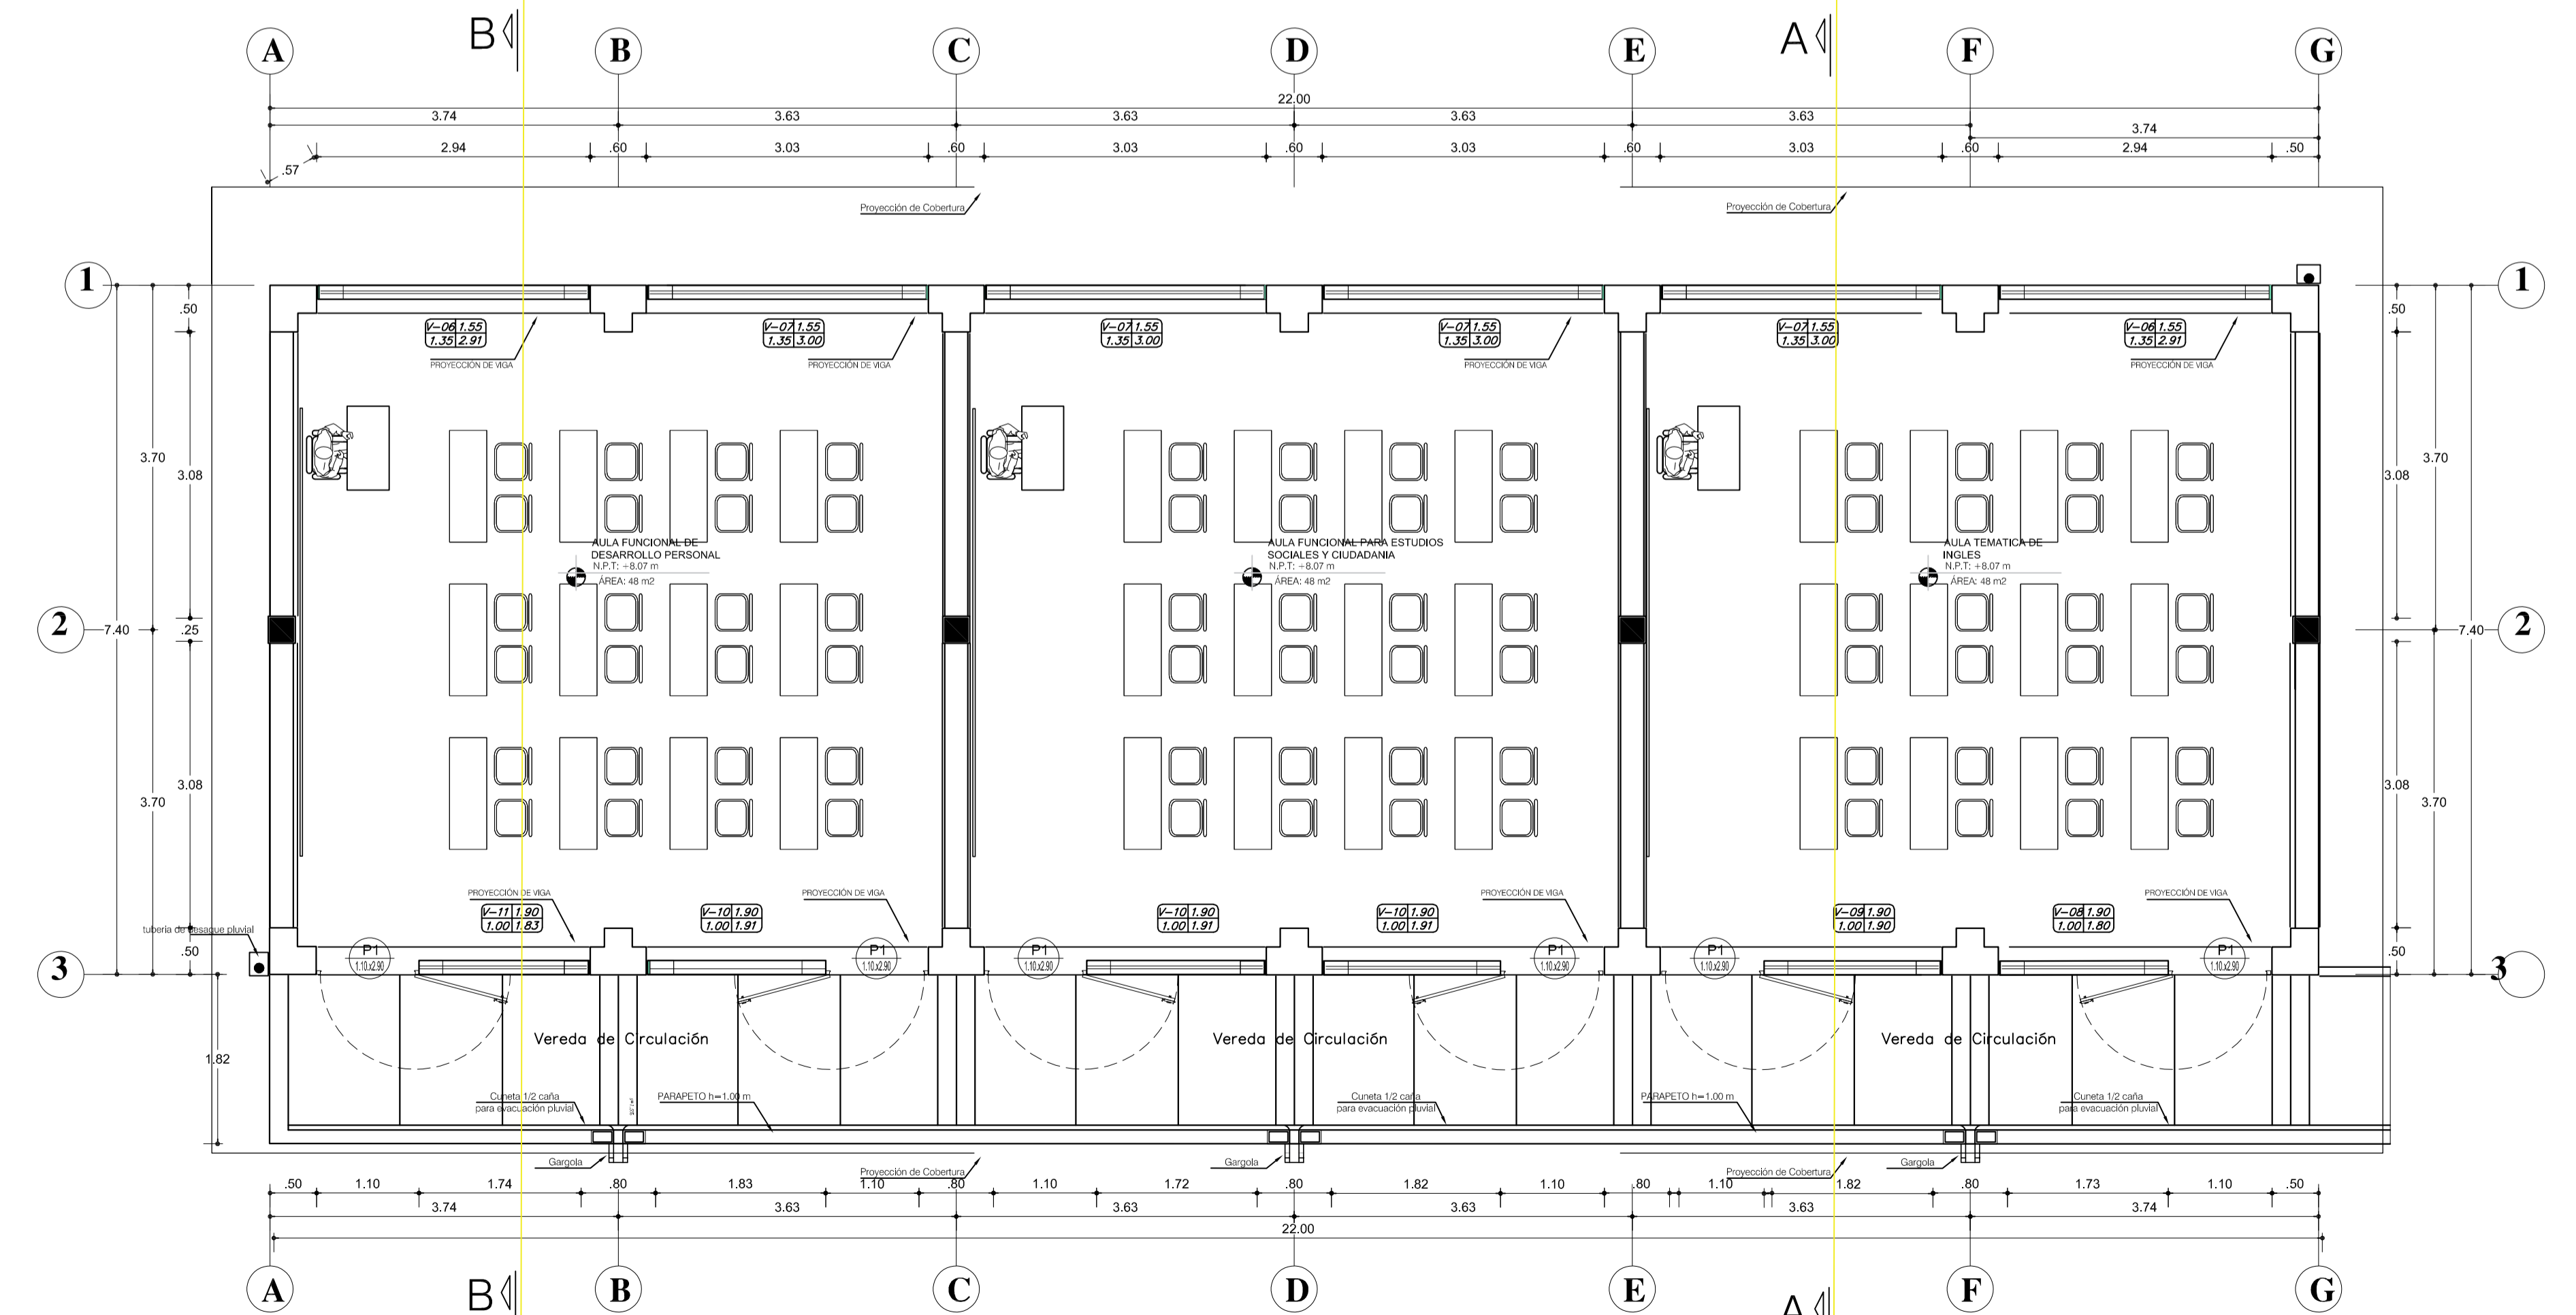 B A
A B C D E F G
22.00
3.74 3.63 3.63 3.63 3.63
3.74
2.94 .60 3.03 .60 3.03 .60 3.03 .60 3.03 .60 2.94 .50
.57
Proyección de Cobertura Proyección de Cobertura
1 1
.50 .50
V-06 1.55 V-07 1.55 V-07 1.55 V-07 1.55 V-07 1.55 V-06 1.55
1.35 2.91 1.35 3.00 1.35 3.00 1.35 3.00 1.35 3.00 1.35 2.91
PROYECCIÓN DE VIGA PROYECCIÓN DE VIGA PROYECCIÓN DE VIGA PROYECCIÓN DE VIGA
3.70 3.70
3.08 3.08
AULA FUNCIONAL DE
DESARROLLO PERSONAL
N.P.T: +8.07 m
ÁREA: 48 m2
AULA FUNCIONAL PARA ESTUDIOS
SOCIALES Y CIUDADANIA
N.P.T: +8.07 m
ÁREA: 48 m2
AULA TEMATICA DE
INGLES
N.P.T: +8.07 m
ÁREA: 48 m2
2 7.40 .25 7.40 2
3.08 3.08
3.70 3.70
PROYECCIÓN DE VIGA PROYECCIÓN DE VIGA PROYECCIÓN DE VIGA PROYECCIÓN DE VIGA
V-11 1.90 V-10 1.90 V-10 1.90 V-10 1.90 V-09 1.90 V-08 1.90
1.00 1.83 1.00 1.91 1.00 1.91 1.00 1.91 1.00 1.90 1.00 1.80
tuberia de desague pluvial
.50 .50
P1 P1 P1 P1 P1 P1
1.10x2.90 1.10x2.90 1.10x2.90 1.10x2.90 1.10x2.90 1.10x2.90
3 3
Vereda de Circulación Vereda de Circulación Vereda de Circulación
1.82
Cuneta 1/2 caña
para evacuación pluvial
PARAPETO h=1.00 m
Cuneta 1/2 caña
para evacuación pluvial
PARAPETO h=1.00 m
Cuneta 1/2 caña
para evacuación pluvial
Gargola Gargola Gargola
Proyección de Cobertura Proyección de Cobertura
.50 1.10 1.74 .80 1.83 1.10 .80 1.10 1.72 .80 1.82 1.10 .80 1.10 1.82 .80 1.73 1.10 .50
3.74 3.63 3.63 3.63 3.63 3.74
22.00
A B C D E F G
B A